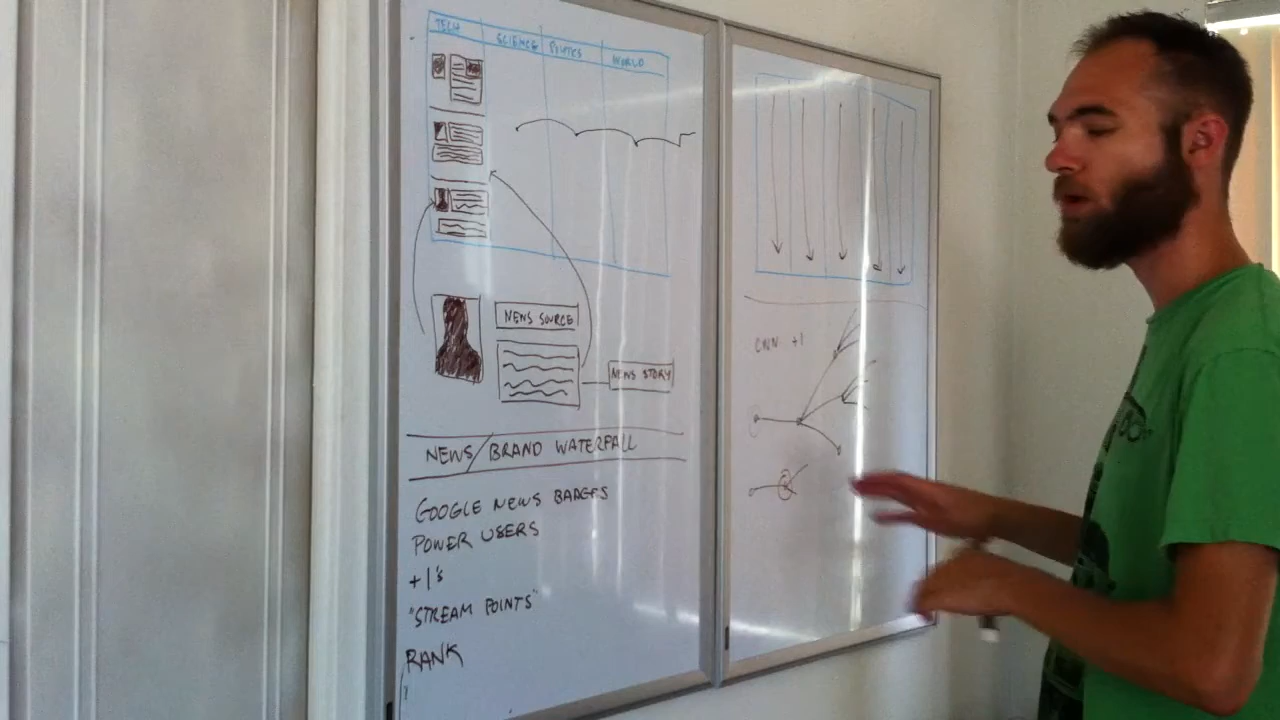 TECH
SCIENCE
POLITICS
WORLD
NEWS SOURCE
NEWS STORY
NEWS/BRAND WATERFALL
GOOGLE NEWS BADGES
POWER USERS
+1's
"STREAM POINTS"
RANK
CNN +1